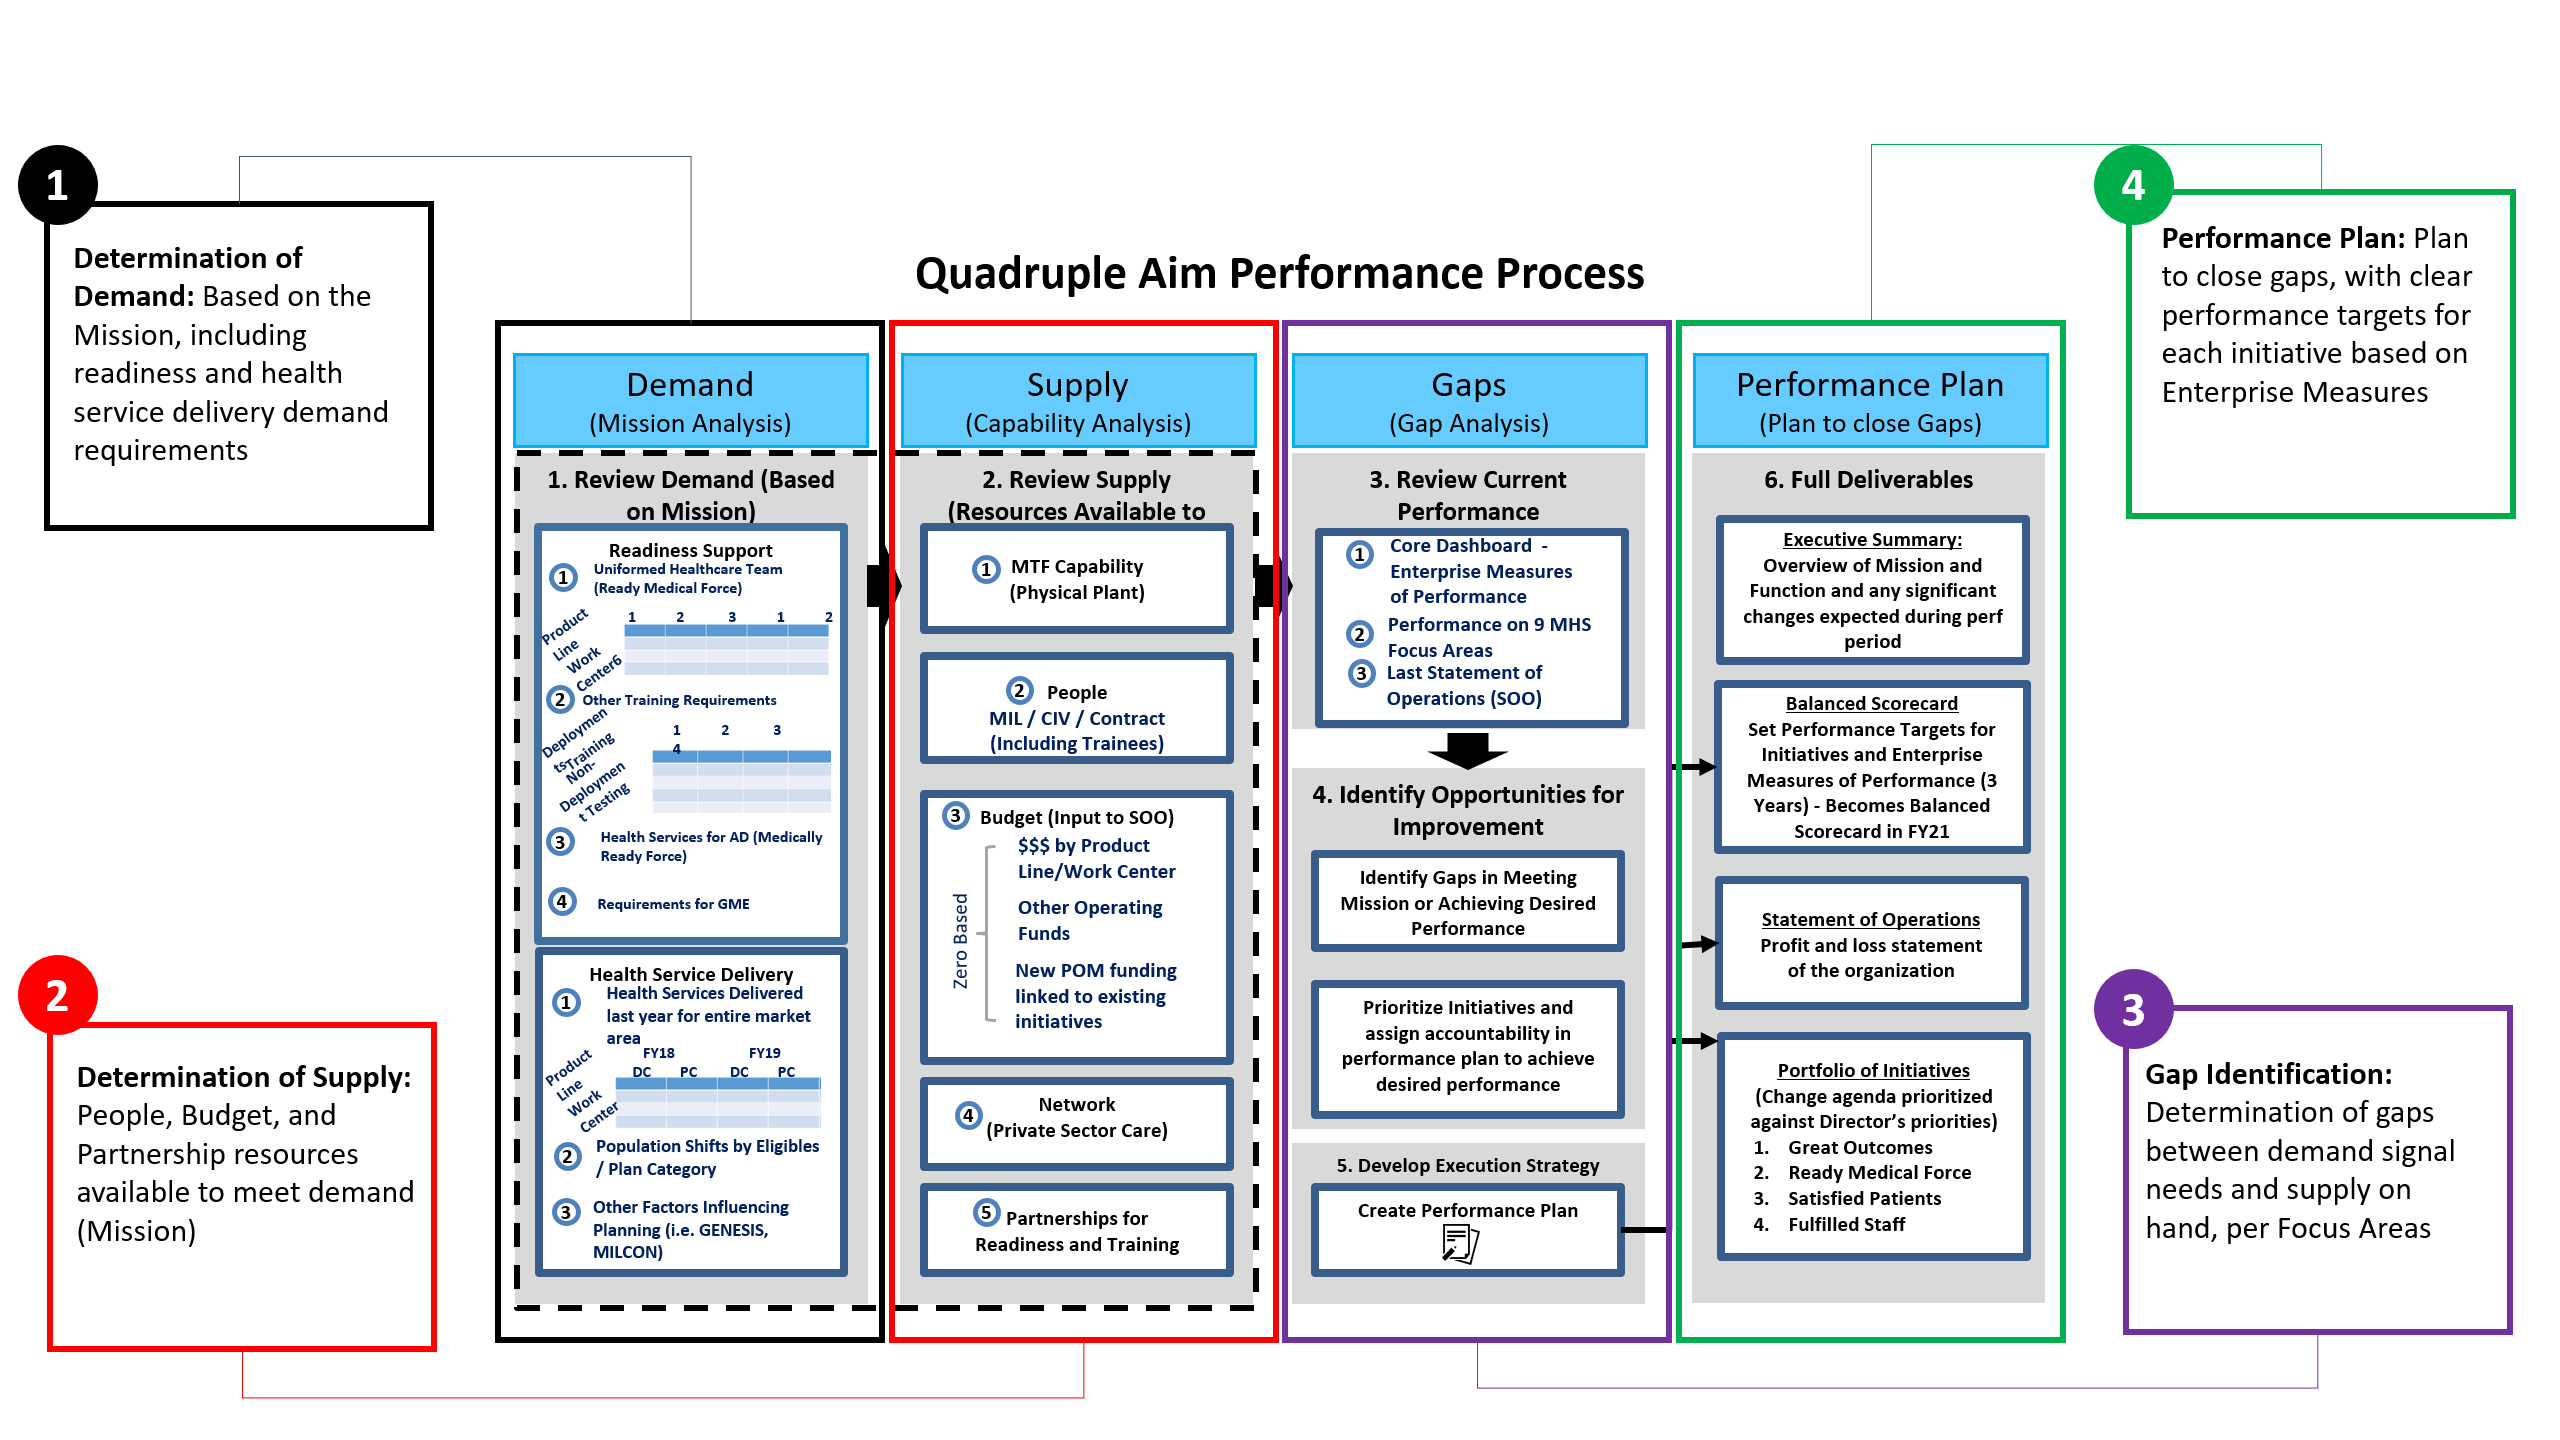 1
Determination of
Demand: Based on the
Mission, including
readiness and health
service delivery demand
requirements
2
Determination of Supply:
People, Budget, and
Partnership resources
available to meet demand
(Mission)
Quadruple Aim Performance Process
Demand
(Mission Analysis)
1. Review Demand (Based
on Mission)
Readiness Support
1
Uniformed Healthcare Team
(Ready Medical Force)
1 2 3 1 2
Product
Line
Work
Center6
2
Other Training Requirements
1 2 3
4
Deploymen
tsTraining
Non-
Deploymen
t Testing
3
Health Services for AD (Medically
Ready Force)
4
Requirements for GME
Health Service Delivery
1
Health Services Delivered
last year for entire market
area
FY18 FY19
DC PC DC PC
Product
Line
Work
Center
2
Population Shifts by Eligibles
/ Plan Category
3
Other Factors Influencing
Planning (i.e. GENESIS,
MILCON)
Supply
(Capability Analysis)
2. Review Supply
(Resources Available to
1 MTF Capability
(Physical Plant)
2 People
MIL / CIV / Contract
(Including Trainees)
3 Budget (Input to SOO)
Zero Based
$$$ by Product
Line/Work Center
Other Operating
Funds
New POM funding
linked to existing
initiatives
4 Network
(Private Sector Care)
5 Partnerships for
Readiness and Training
Gaps
(Gap Analysis)
3. Review Current
Performance
1 Core Dashboard -
Enterprise Measures
of Performance
2 Performance on 9 MHS
Focus Areas
3 Last Statement of
Operations (SOO)
4. Identify Opportunities for
Improvement
Identify Gaps in Meeting
Mission or Achieving Desired
Performance
Prioritize Initiatives and
assign accountability in
performance plan to achieve
desired performance
5. Develop Execution Strategy
Create Performance Plan
Performance Plan
(Plan to close Gaps)
6. Full Deliverables
Executive Summary:
Overview of Mission and
Function and any significant
changes expected during perf
period
Balanced Scorecard
Set Performance Targets for
Initiatives and Enterprise
Measures of Performance (3
Years) - Becomes Balanced
Scorecard in FY21
Statement of Operations
Profit and loss statement
of the organization
Portfolio of Initiatives
(Change agenda prioritized
against Director’s priorities)
1. Great Outcomes
2. Ready Medical Force
3. Satisfied Patients
4. Fulfilled Staff
4
Performance Plan: Plan
to close gaps, with clear
performance targets for
each initiative based on
Enterprise Measures
3
Gap Identification:
Determination of gaps
between demand signal
needs and supply on
hand, per Focus Areas